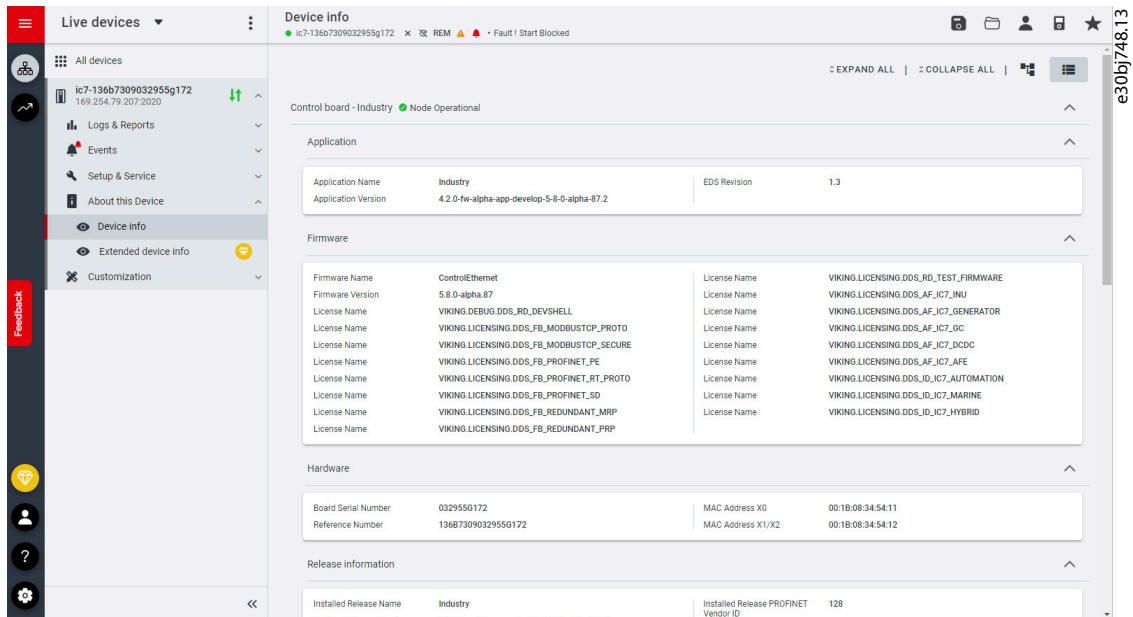 Live devices
Device info
ic7-136b7309032955g172 REM • Fault ! Start Blocked
e30bj748.13
All devices
EXPAND ALL | COLLAPSE ALL |
ic7-136b7309032955g172
169.254.79.207:2020
Logs & Reports
Events
Setup & Service
About this Device
Device info
Extended device info
Customization
Feedback
Control board - Industry Node Operational
Application
Application Name Industry EDS Revision 1.3
Application Version 4.2.0-fw-alpha-app-develop-5-8-0-alpha-87.2
Firmware
Firmware Name ControlEthernet License Name VIKING.LICENSING.DDS_RD_TEST_FIRMWARE
Firmware Version 5.8.0-alpha.87 License Name VIKING.LICENSING.DDS_AF_IC7_INU
License Name VIKING.DEBUG.DDS_RD_DEVSHELL License Name VIKING.LICENSING.DDS_AF_IC7_GENERATOR
License Name VIKING.LICENSING.DDS_FB_MODBUSTCP_PROTO License Name VIKING.LICENSING.DDS_AF_IC7_GC
License Name VIKING.LICENSING.DDS_FB_MODBUSTCP_SECURE License Name VIKING.LICENSING.DDS_AF_IC7_DCDC
License Name VIKING.LICENSING.DDS_FB_PROFINET_PE License Name VIKING.LICENSING.DDS_AF_IC7_AFE
License Name VIKING.LICENSING.DDS_FB_PROFINET_RT_PROTO License Name VIKING.LICENSING.DDS_ID_IC7_AUTOMATION
License Name VIKING.LICENSING.DDS_FB_PROFINET_SD License Name VIKING.LICENSING.DDS_ID_IC7_MARINE
License Name VIKING.LICENSING.DDS_FB_REDUNDANT_MRP License Name VIKING.LICENSING.DDS_ID_IC7_HYBRID
License Name VIKING.LICENSING.DDS_FB_REDUNDANT_PRP
Hardware
Board Serial Number 032955G172 MAC Address X0 00:1B:08:34:54:11
Reference Number 136B7309032955G172 MAC Address X1/X2 00:1B:08:34:54:12
Release information
Installed Release Name Industry Installed Release PROFINET 128
Vendor ID